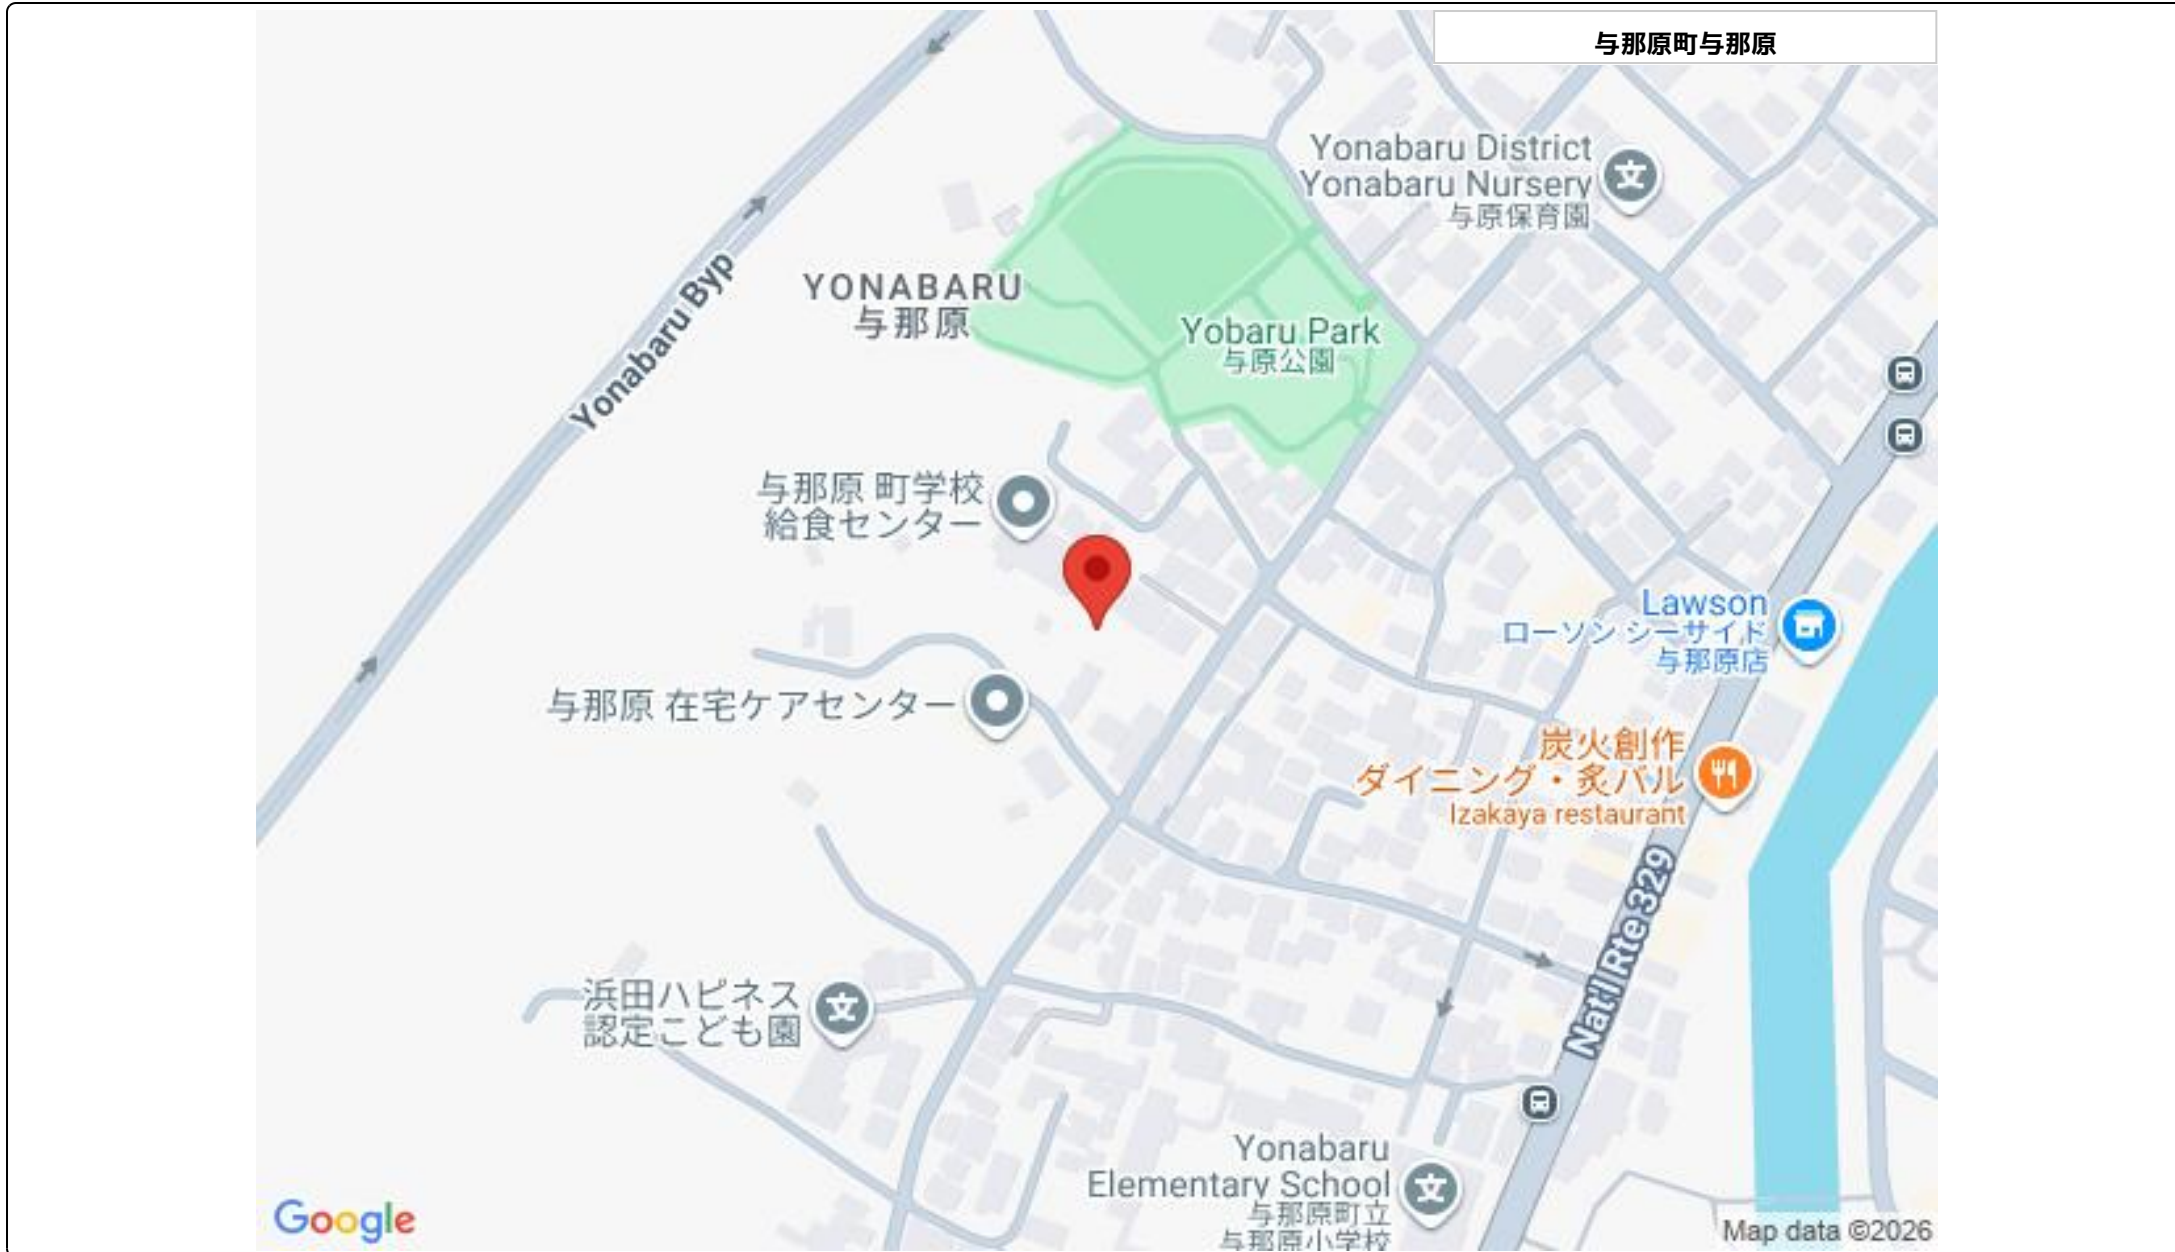 与那原町与那原
Yonabaru District
Yonabaru Nursery
与原保育園
Yonabaru Byp
YONABARU
与那原
Yobaru Park
与原公園
与那原 町学校
給食センター
Lawson
ローソン シーサイド
与那原店
与那原 在宅ケアセンター
炭火創作
ダイニング・炙バル
Izakaya restaurant
Nat'l Rte 329
浜田ハピネス
認定こども園
Yonabaru
Elementary School
与那原町立
与那原小学校
Google
Map data ©2026